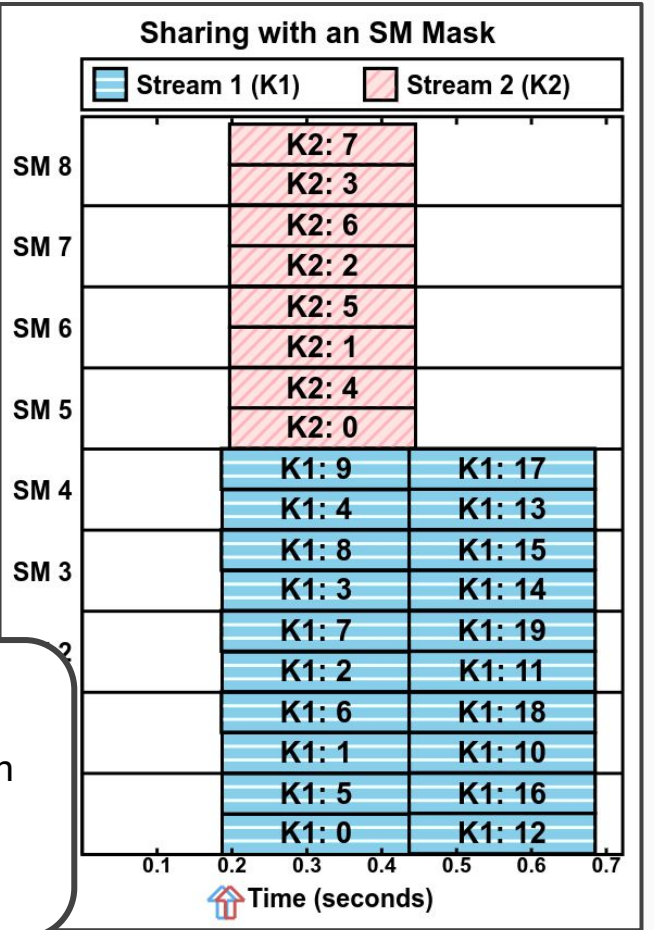 Sharing with an SM Mask
Stream 1 (K1) Stream 2 (K2)
SM 8
K2: 7
K2: 3
SM 7
K2: 6
K2: 2
SM 6
K2: 5
K2: 1
SM 5
K2: 4
K2: 0
SM 4
K1: 9 K1: 17
K1: 4 K1: 13
SM 3
K1: 8 K1: 15
K1: 3 K1: 14
2
K1: 7 K1: 19
K1: 2 K1: 11
K1: 6 K1: 18
n
K1: 1 K1: 10
K1: 5 K1: 16
K1: 0 K1: 12
0.1 0.2 0.3 0.4 0.5 0.6 0.7
Time (seconds)